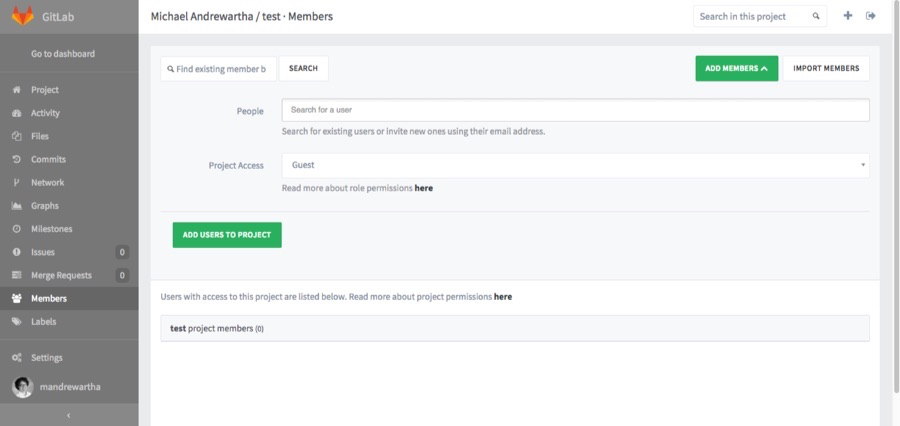 GitLab
Michael Andrewartha / test · Members
Search in this project
Go to dashboard
Project
Activity
Files
Commits
Network
Graphs
Milestones
Issues 0
Merge Requests 0
Members
Labels
Settings
mandrewartha
Find existing member b
SEARCH
ADD MEMBERS
IMPORT MEMBERS
People
Search for a user
Search for existing users or invite new ones using their email address.
Project Access
Guest
Read more about role permissions here
ADD USERS TO PROJECT
Users with access to this project are listed below. Read more about project permissions here
test project members (0)